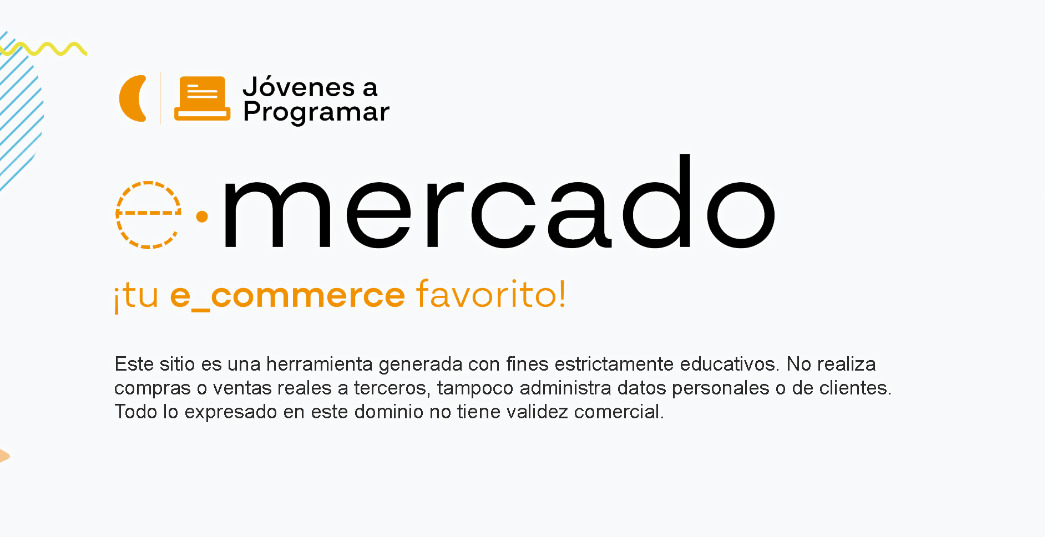 Jóvenes a
Programar
e·mercado
¡tu e_commerce favorito!
Este sitio es una herramienta generada con fines estrictamente educativos. No realiza
compras o ventas reales a terceros, tampoco administra datos personales o de clientes.
Todo lo expresado en este dominio no tiene validez comercial.